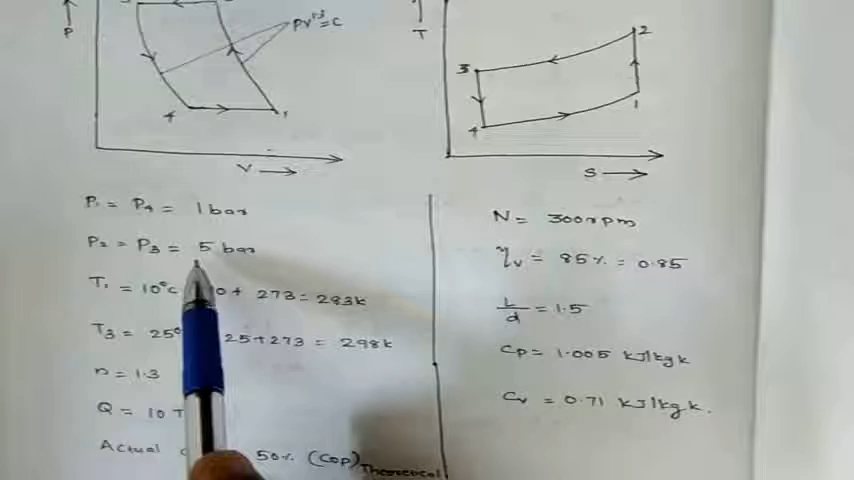 P
PV¹·³=C
4
1
V
T
2
3
1
4
S
P₁ = P₄ = 1 bar
P₂ = P₃ = 5 bar
T₁ = 10°C 0 + 273 = 283k
T₃ = 25° 25+273 = 298k
n = 1.3
Q = 10 T
Actual 50% (COP)Theoretical
N = 300rpm
ηv = 85% = 0.85
L/d = 1.5
Cp = 1.005 kJ/kgk
Cv = 0.71 kJ/kgk.